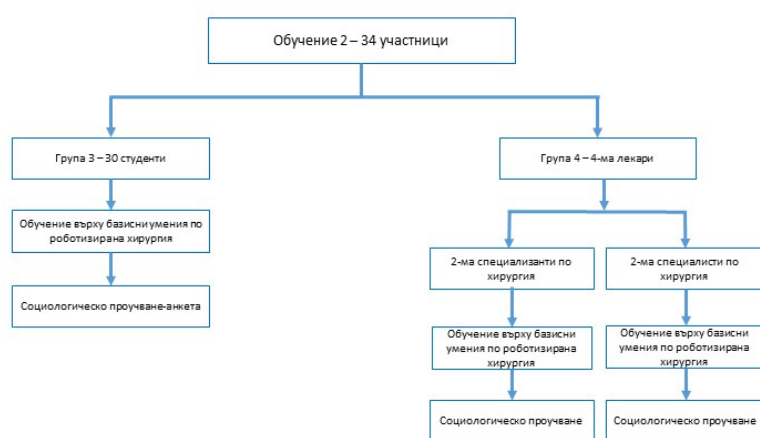 Обучение 2 – 34 участници
Група 3 – 30 студенти
Група 4 – 4-ма лекари
Обучение върху базисни умения по
роботизирана хирургия
2-ма специализанти по
хирургия
2-ма специалисти по
хирургия
Социологическо проучване-анкета
Обучение върху базисни
умения по роботизирана
хирургия
Обучение върху базисни
умения по роботизирана
хирургия
Социологическо проучване
Социологическо проучване